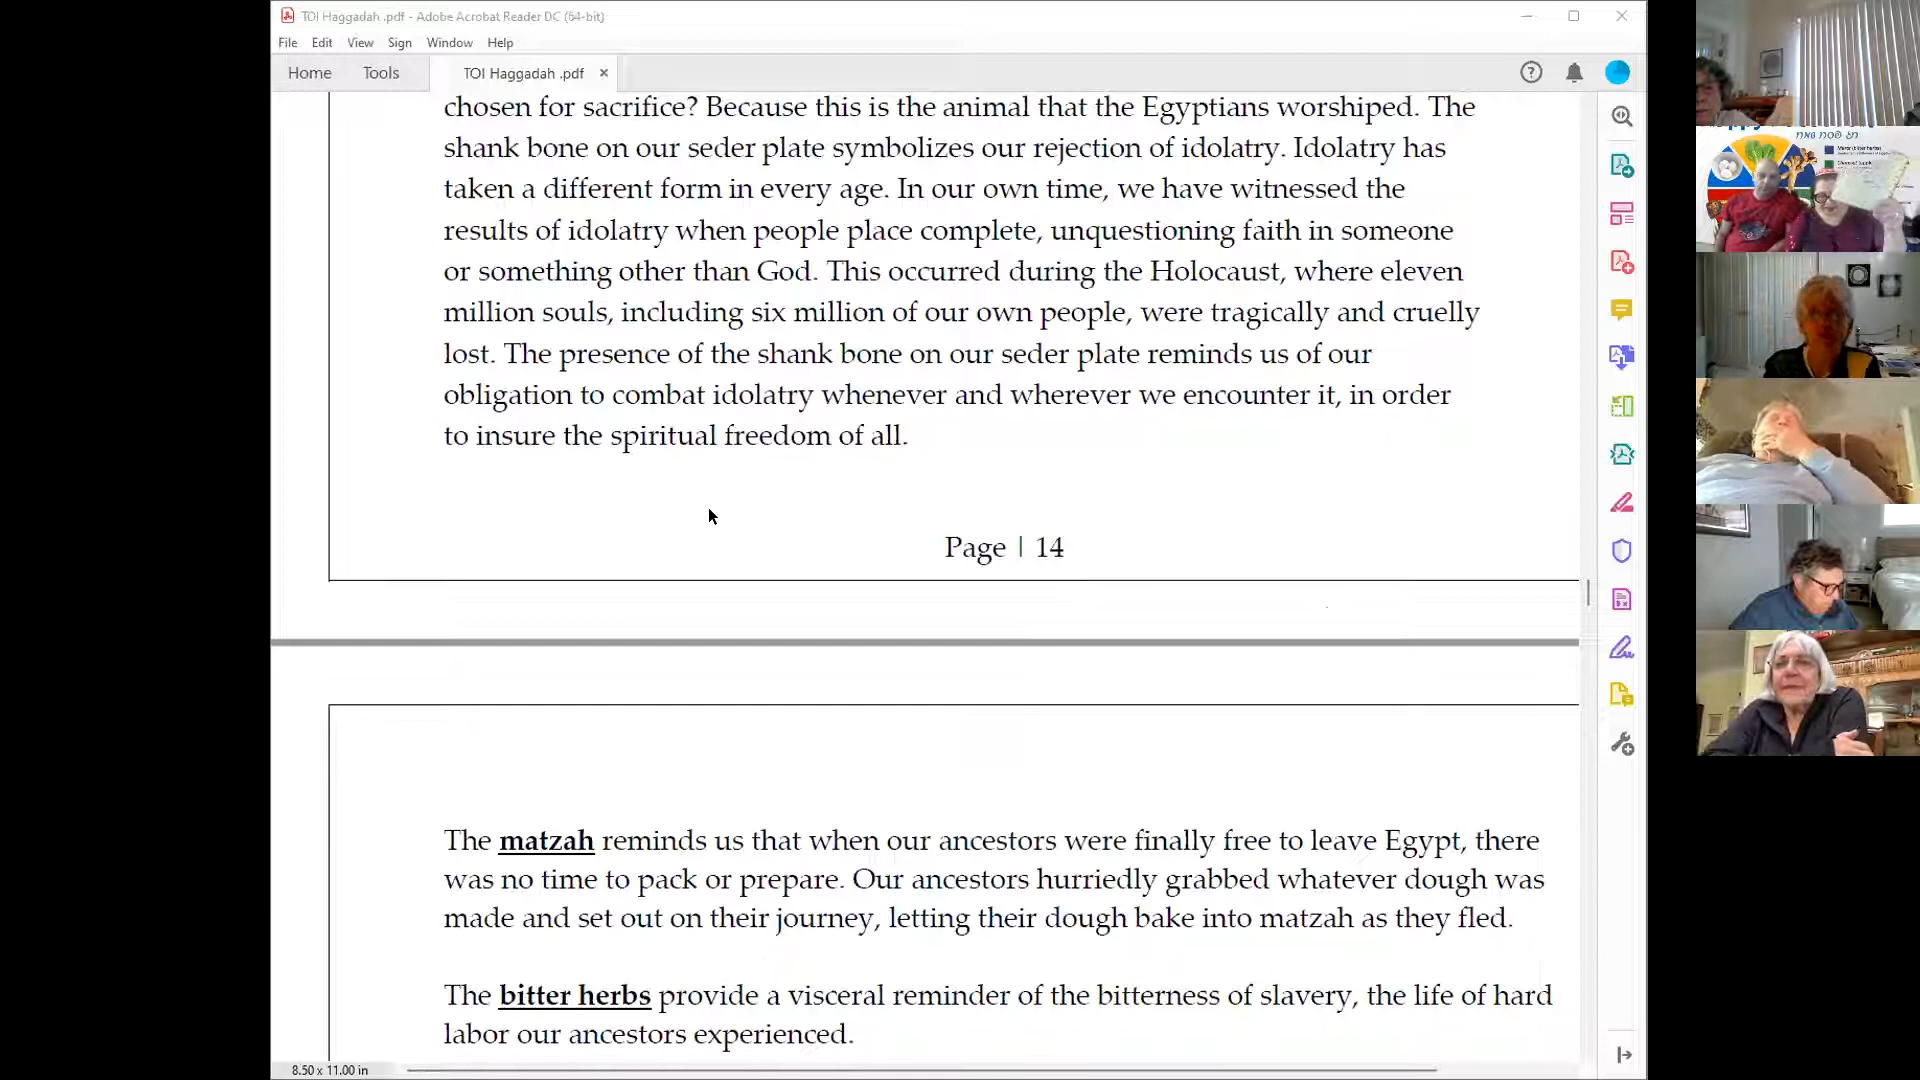 TOI Haggadah .pdf - Adobe Acrobat Reader DC (64-bit)
File Edit View Sign Window Help
Home Tools TOI Haggadah .pdf
chosen for sacrifice? Because this is the animal that the Egyptians worshiped. The
shank bone on our seder plate symbolizes our rejection of idolatry. Idolatry has
taken a different form in every age. In our own time, we have witnessed the
results of idolatry when people place complete, unquestioning faith in someone
or something other than God. This occurred during the Holocaust, where eleven
million souls, including six million of our own people, were tragically and cruelly
lost. The presence of the shank bone on our seder plate reminds us of our
obligation to combat idolatry whenever and wherever we encounter it, in order
to insure the spiritual freedom of all.
Page | 14
The matzah reminds us that when our ancestors were finally free to leave Egypt, there
was no time to pack or prepare. Our ancestors hurriedly grabbed whatever dough was
made and set out on their journey, letting their dough bake into matzah as they fled.
The bitter herbs provide a visceral reminder of the bitterness of slavery, the life of hard
labor our ancestors experienced.
8.50 x 11.00 in